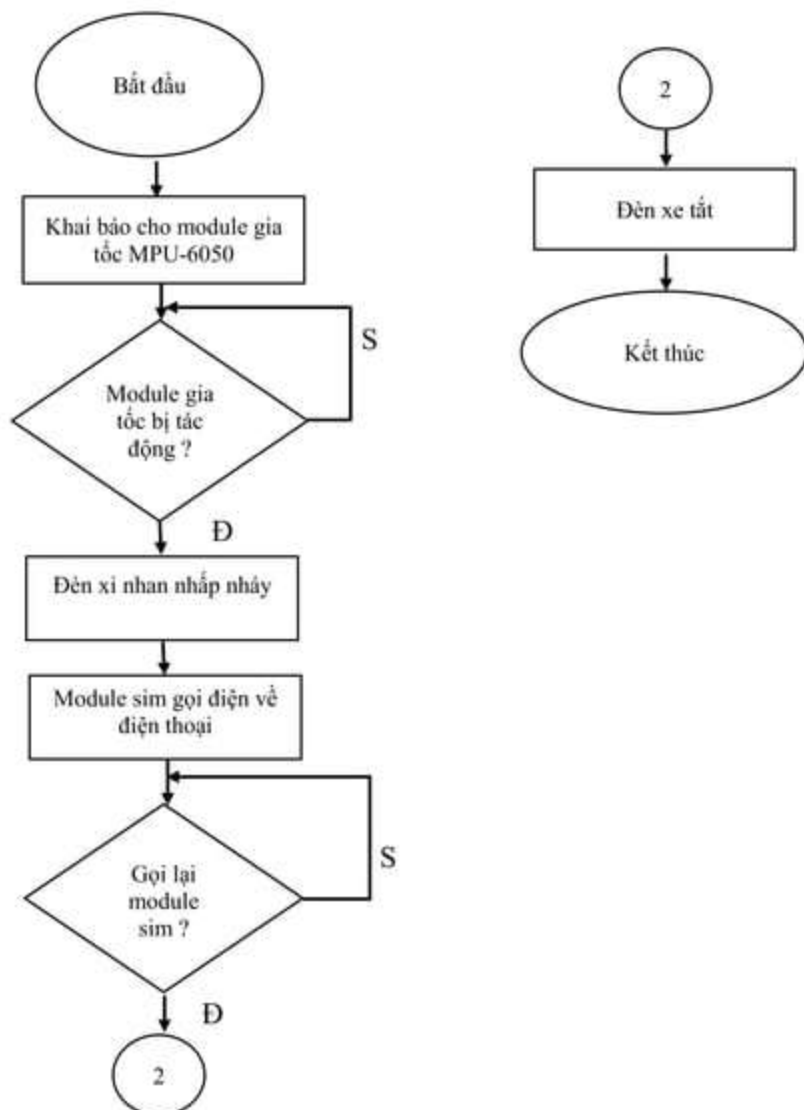 Bắt đầu
Khai báo cho module gia
tốc MPU-6050
S
Module gia
tốc bị tác
động ?
Đ
Đèn xi nhan nhấp nháy
Module sim gọi điện về
điện thoại
S
Gọi lại
module
sim ?
Đ
2
2
Đèn xe tắt
Kết thúc